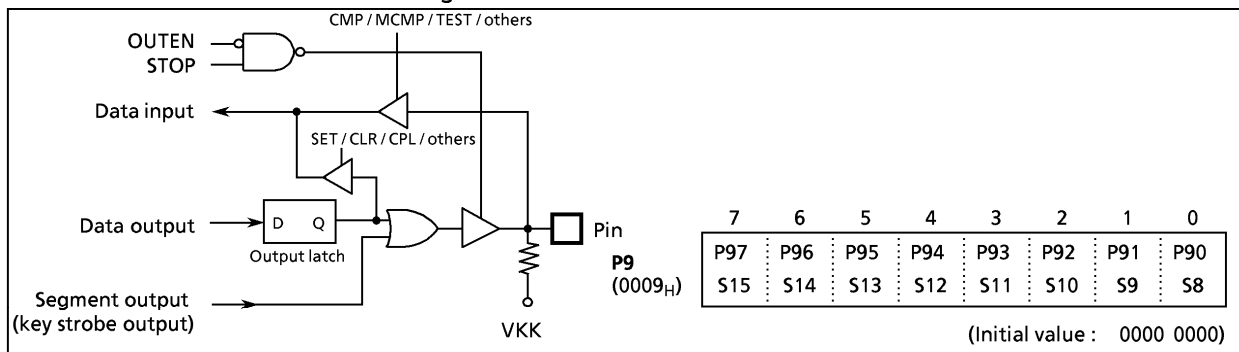 CMP / MCMP / TEST / others
OUTEN
STOP
Data input
SET / CLR / CPL / others
Data output
D Q
Output latch
Pin
Segment output
(key strobe output)
VKK
P9
(0009H)
7 6 5 4 3 2 1 0
P97 P96 P95 P94 P93 P92 P91 P90
S15 S14 S13 S12 S11 S10 S9 S8
(Initial value : 0000 0000)